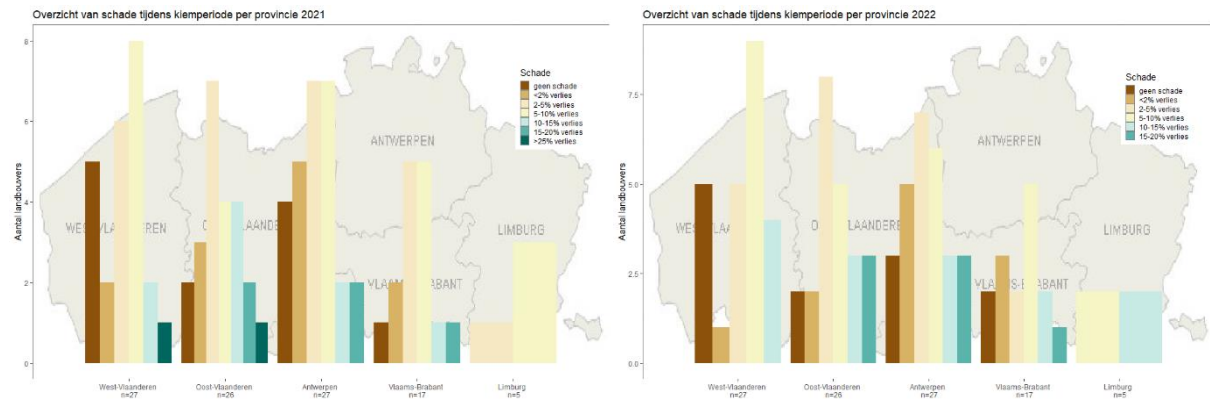 Overzicht van schade tijdens kiemperiode per provincie 2021
Aantal landbouwers
8
6
4
2
0
Schade
geen schade
<2% verlies
2-5% verlies
5-10% verlies
10-15% verlies
15-20% verlies
>25% verlies
ANTWERPEN
LIMBURG
West-Vlaanderen
n=27
Oost-Vlaanderen
n=26
Antwerpen
n=27
Vlaams-Brabant
n=17
Limburg
n=5
Overzicht van schade tijdens kiemperiode per provincie 2022
Aantal landbouwers
7.5
5.0
2.5
0.0
Schade
geen schade
<2% verlies
2-5% verlies
5-10% verlies
10-15% verlies
15-20% verlies
ANTWERPEN
LIMBURG
West-Vlaanderen
n=27
Oost-Vlaanderen
n=26
Antwerpen
n=27
Vlaams-Brabant
n=17
Limburg
n=5